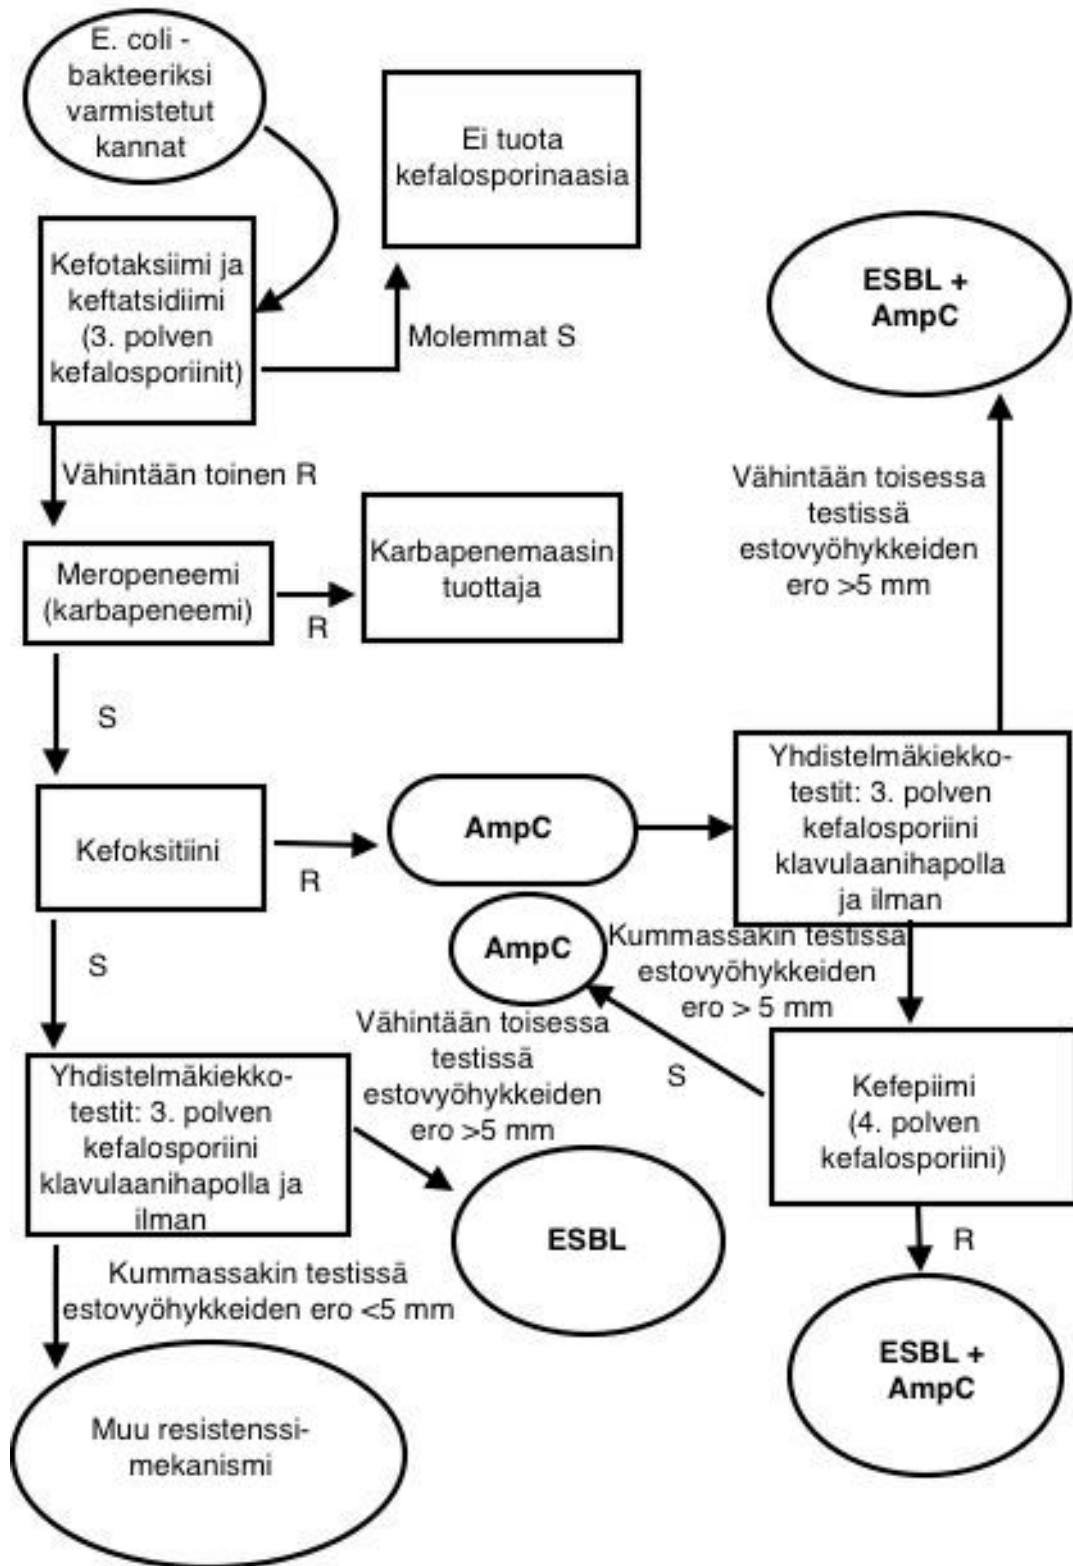 E. coli -
bakteeriksi
varmistetut
kannat
Ei tuota
kefalosporinaasia
Kefotaksiimi ja
keftatsidiimi
(3. polven
kefalosporiinit)
Molemmat S
ESBL +
AmpC
Vähintään toinen R
Vähintään toisessa
testissä
estovyöhykkeiden
ero >5 mm
Meropeneemi
(karbapeneemi)
R
Karbapenemaasin
tuottaja
S
Kefoksitiini
R
AmpC
Yhdistelmäkiekko-
testit: 3. polven
kefalosporiini
klavulaanihapolla
ja ilman
S
AmpC
Kummassakin testissä
estovyöhykkeiden
ero > 5 mm
Vähintään toisessa
testissä
estovyöhykkeiden
ero >5 mm
S
Kefepiimi
(4. polven
kefalosporiini)
Yhdistelmäkiekko-
testit: 3. polven
kefalosporiini
klavulaanihapolla ja
ilman
ESBL
R
Kummassakin testissä
estovyöhykkeiden ero <5 mm
ESBL +
AmpC
Muu resistenssi-
mekanismi